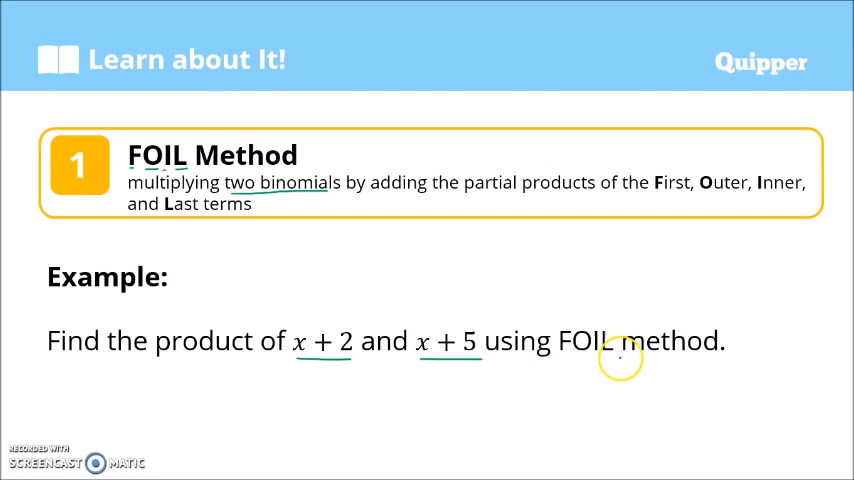 Learn about It!
Quipper
1
FOIL Method
multiplying two binomials by adding the partial products of the First, Outer, Inner,
and Last terms
Example:
Find the product of x + 2 and x + 5 using FOIL method.
RECORDED WITH
SCREENCAST MATIC